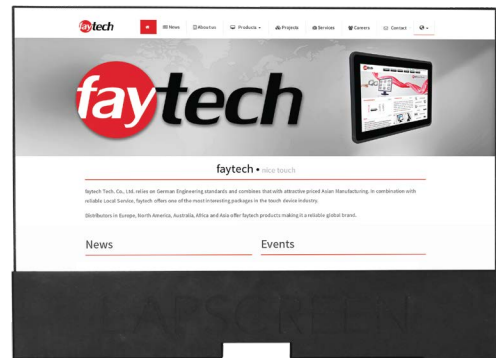 faytech
News
About us
Products
Projects
Services
Careers
Contact
faytech
faytech • nice touch
faytech Tech. Co., Ltd. relies on German Engineering standards and combines that with attractive priced Asian Manufacturing. In combination with
reliable Local Service, faytech offers one of the most interesting packages in the touch device industry.
Distributors in Europe, North America, Australia, Africa and Asia offer faytech products making it a reliable global brand.
News
Events
LAPSCREEN